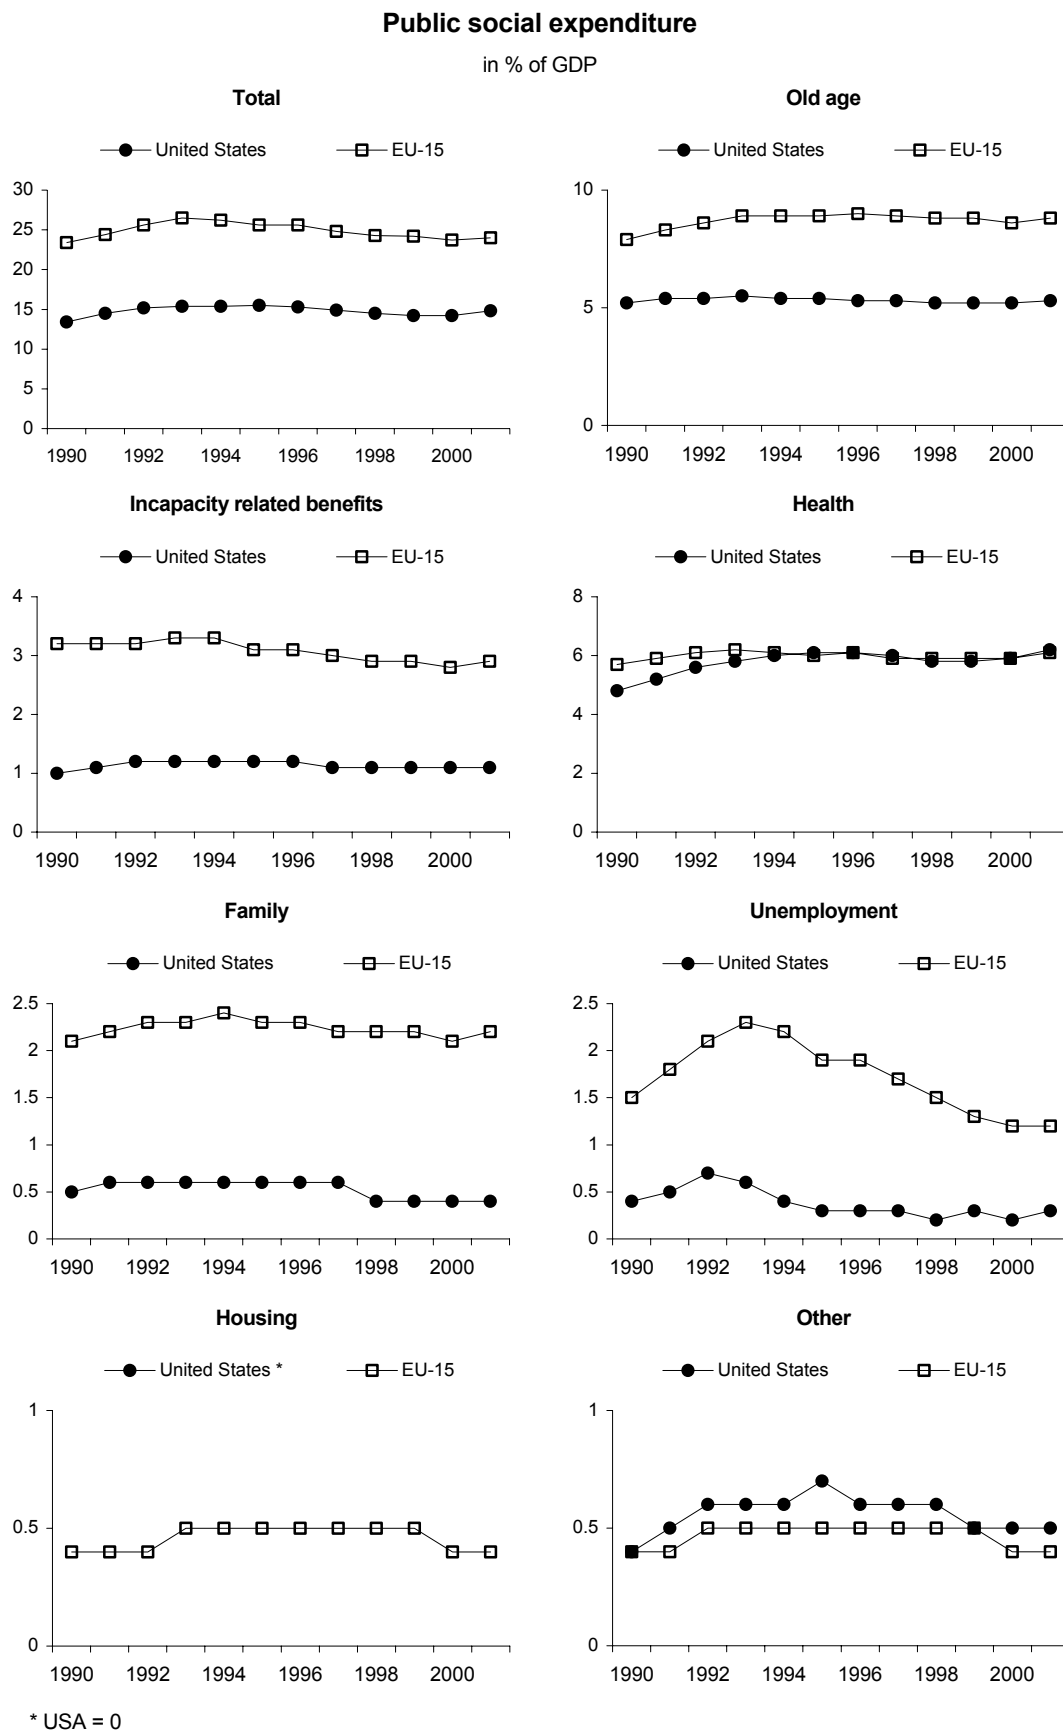 Public social expenditure
in % of GDP
Total
United States EU-15
30
25
20
15
10
5
0
1990 1992 1994 1996 1998 2000
Old age
United States EU-15
10
5
0
1990 1992 1994 1996 1998 2000
Incapacity related benefits
United States EU-15
4
3
2
1
0
1990 1992 1994 1996 1998 2000
Health
United States EU-15
8
6
4
2
0
1990 1992 1994 1996 1998 2000
Family
United States EU-15
2.5
2
1.5
1
0.5
0
1990 1992 1994 1996 1998 2000
Unemployment
United States EU-15
2.5
2
1.5
1
0.5
0
1990 1992 1994 1996 1998 2000
Housing
United States * EU-15
1
0.5
0
1990 1992 1994 1996 1998 2000
Other
United States EU-15
1
0.5
0
1990 1992 1994 1996 1998 2000
* USA = 0